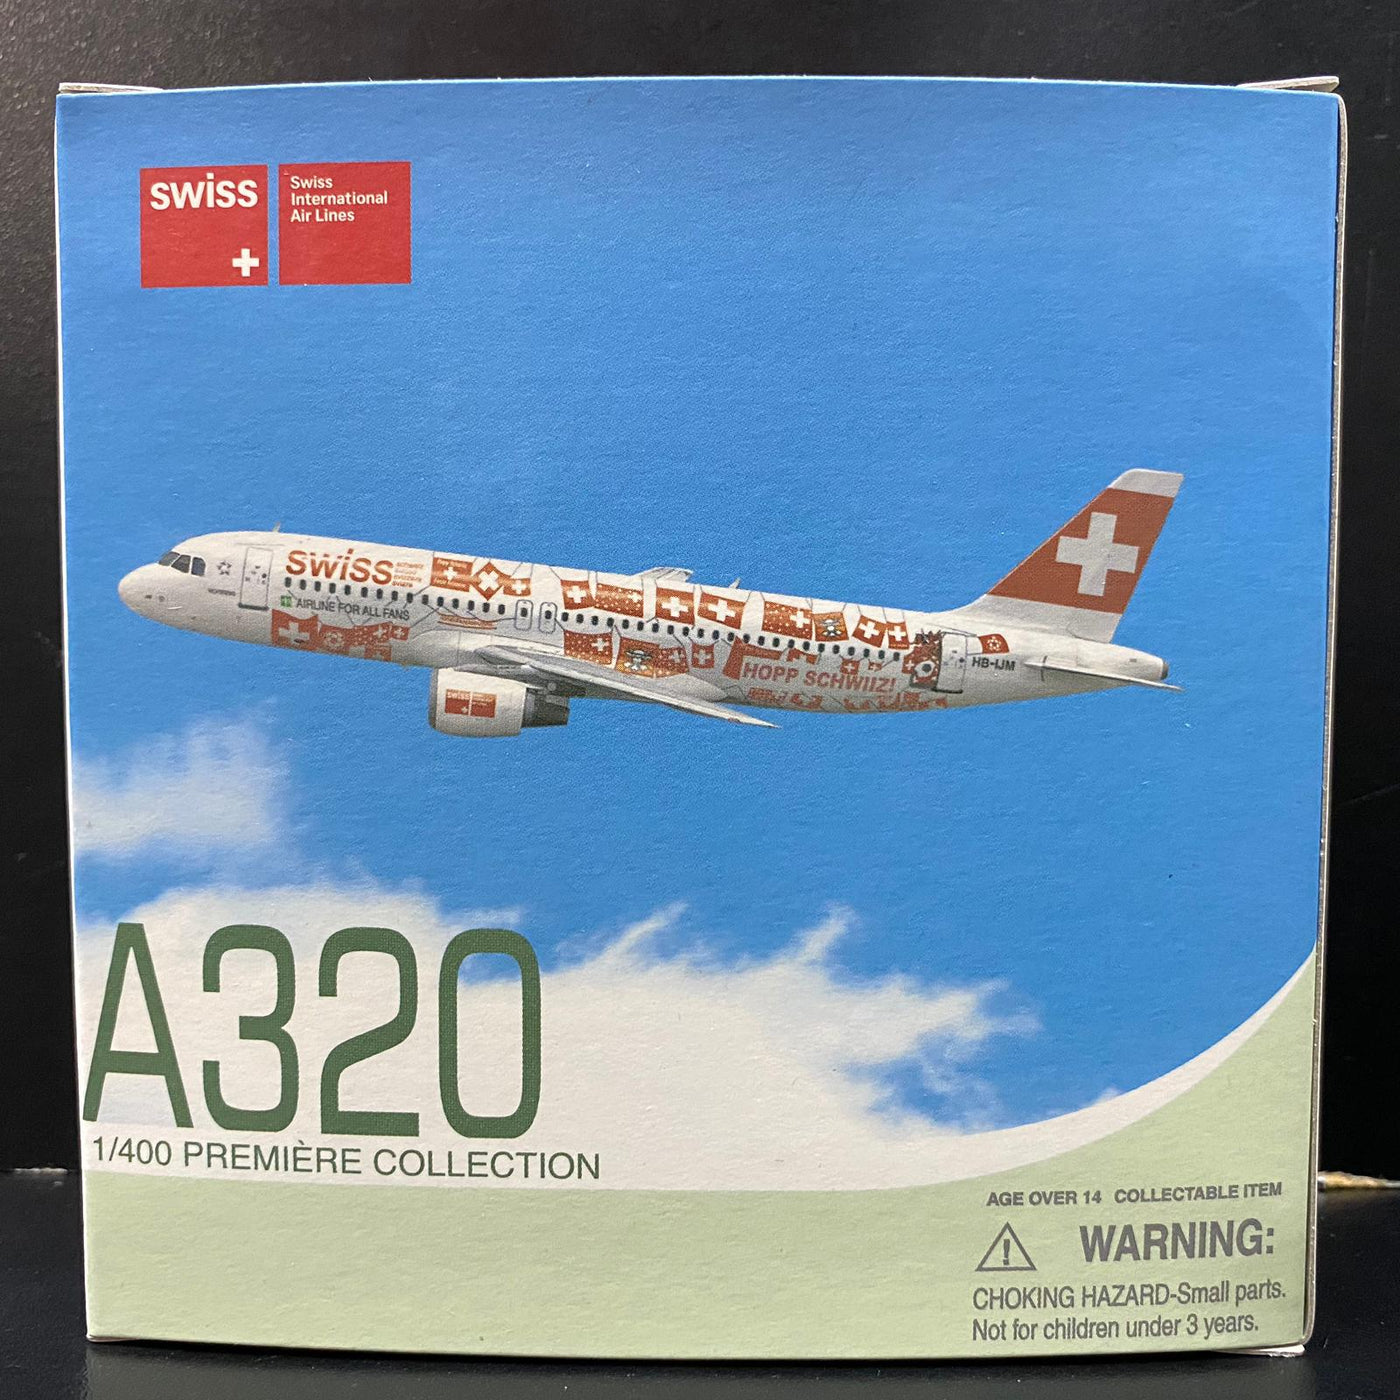 swiss
Swiss
International
Air Lines
swiss
AIRLINE FOR ALL FANS
HOPP SCHWIIZ!
HB-IJM
swiss
A320
1/400 PREMIÈRE COLLECTION
AGE OVER 14 COLLECTABLE ITEM
WARNING:
CHOKING HAZARD-Small parts.
Not for children under 3 years.